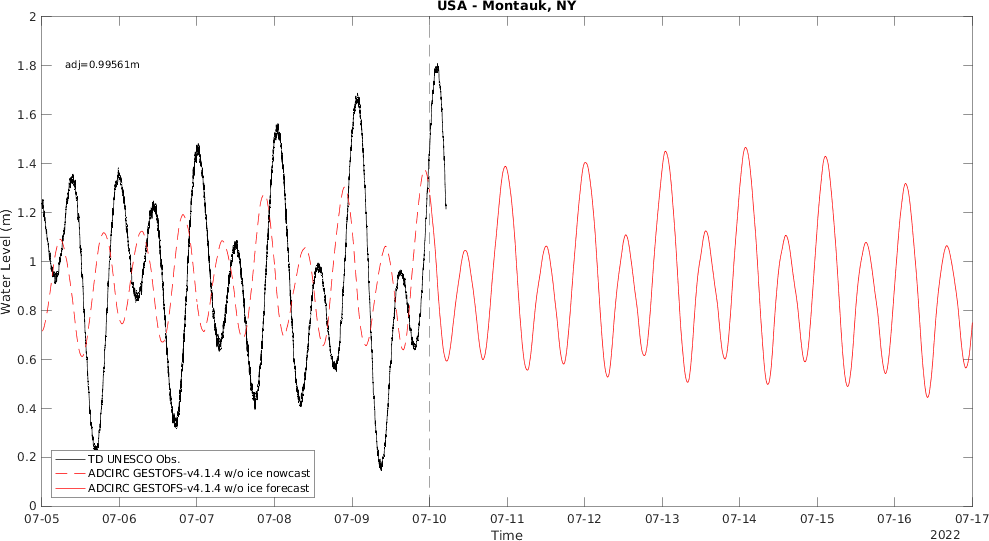 USA - Montauk, NY
adj=0.99561m
Water Level (m)
2
1.8
1.6
1.4
1.2
1
0.8
0.6
0.4
0.2
0
TD UNESCO Obs.
ADCIRC GESTOFS-v4.1.4 w/o ice nowcast
ADCIRC GESTOFS-v4.1.4 w/o ice forecast
07-05 07-06 07-07 07-08 07-09 07-10 07-11 07-12 07-13 07-14 07-15 07-16 07-17
Time
2022